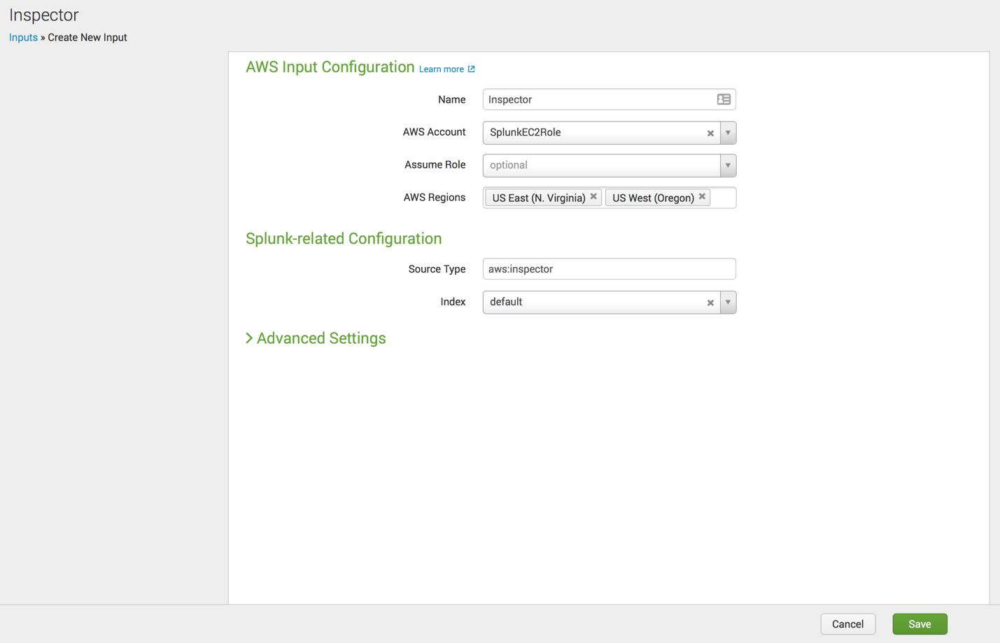 Inspector
Inputs » Create New Input
AWS Input Configuration Learn more
Name Inspector
AWS Account SplunkEC2Role
Assume Role optional
AWS Regions US East (N. Virginia) US West (Oregon)
Splunk-related Configuration
Source Type aws:inspector
Index default
Advanced Settings
Cancel Save